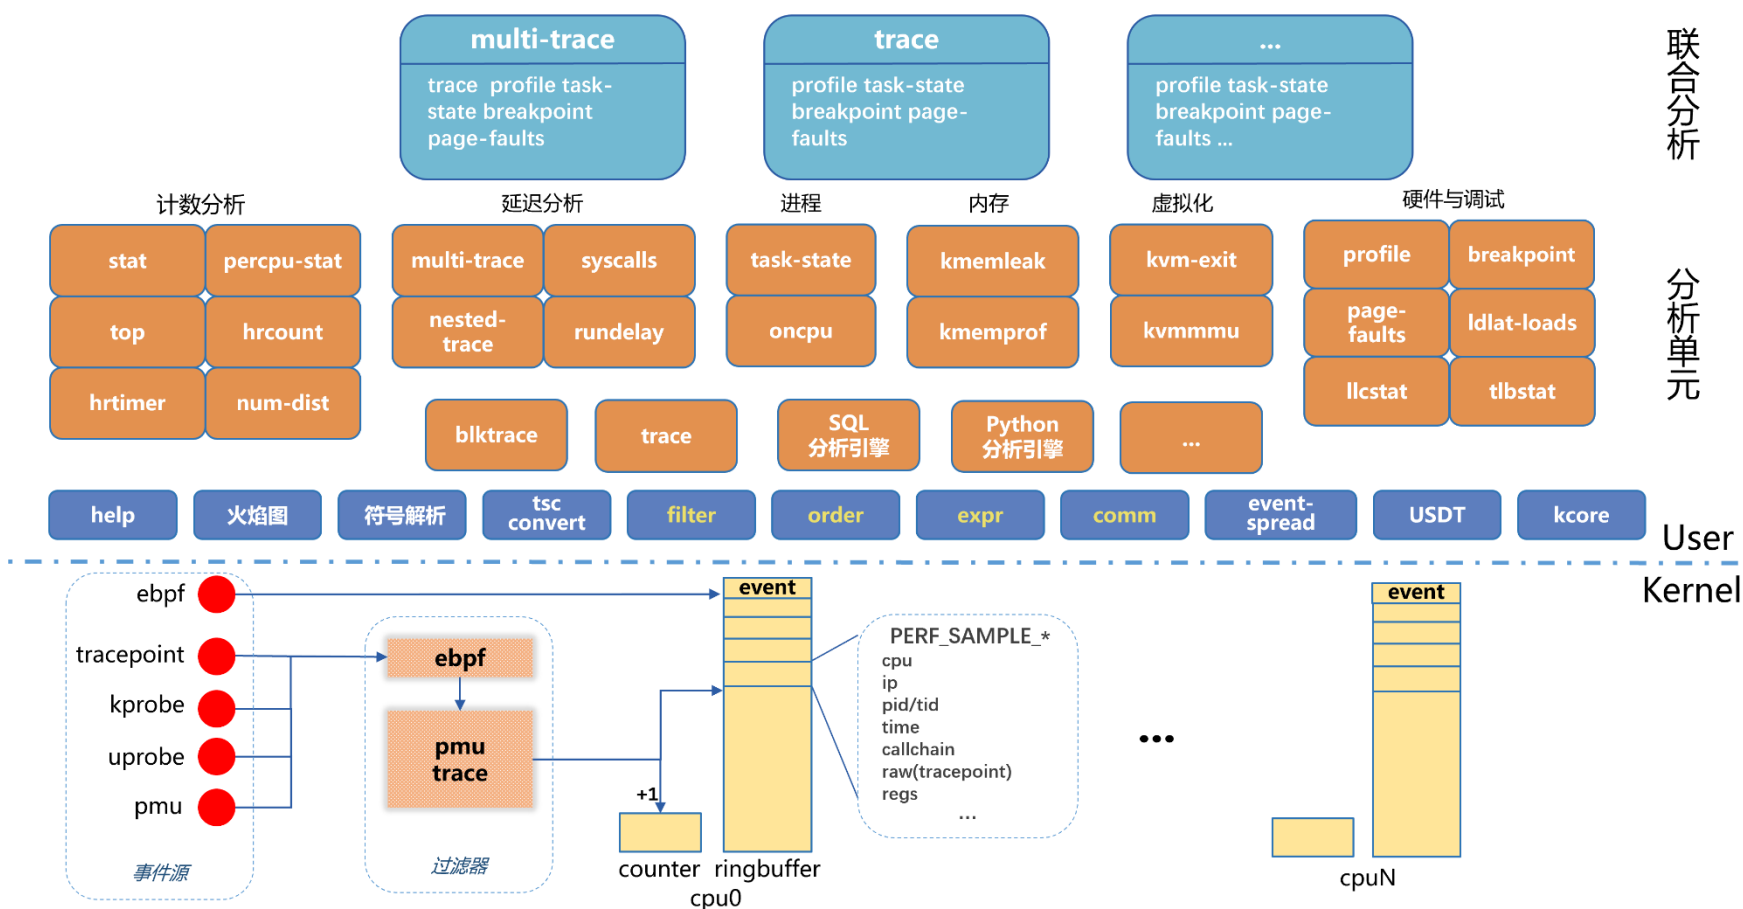 multi-trace
trace profile task-
state breakpoint
page-faults
trace
profile task-state
breakpoint page-
faults
...
profile task-state
breakpoint page-
faults ...
联合分析
计数分析
延迟分析
进程
内存
虚拟化
硬件与调试
stat
percpu-stat
top
hrcount
hrtimer
num-dist
multi-trace
syscalls
nested-
trace
rundelay
task-state
oncpu
kmemleak
kmemprof
kvm-exit
kvmmmu
profile
breakpoint
page-
faults
ldlat-loads
llcstat
tlbstat
分析单元
blktrace
trace
SQL
分析引擎
Python
分析引擎
...
help
火焰图
符号解析
tsc
convert
filter
order
expr
comm
event-
spread
USDT
kcore
User
Kernel
ebpf
tracepoint
kprobe
uprobe
pmu
事件源
ebpf
pmu
trace
过滤器
+1
counter
event
ringbuffer
cpu0
PERF_SAMPLE_*
cpu
ip
pid/tid
time
callchain
raw(tracepoint)
regs
...
...
event
cpuN